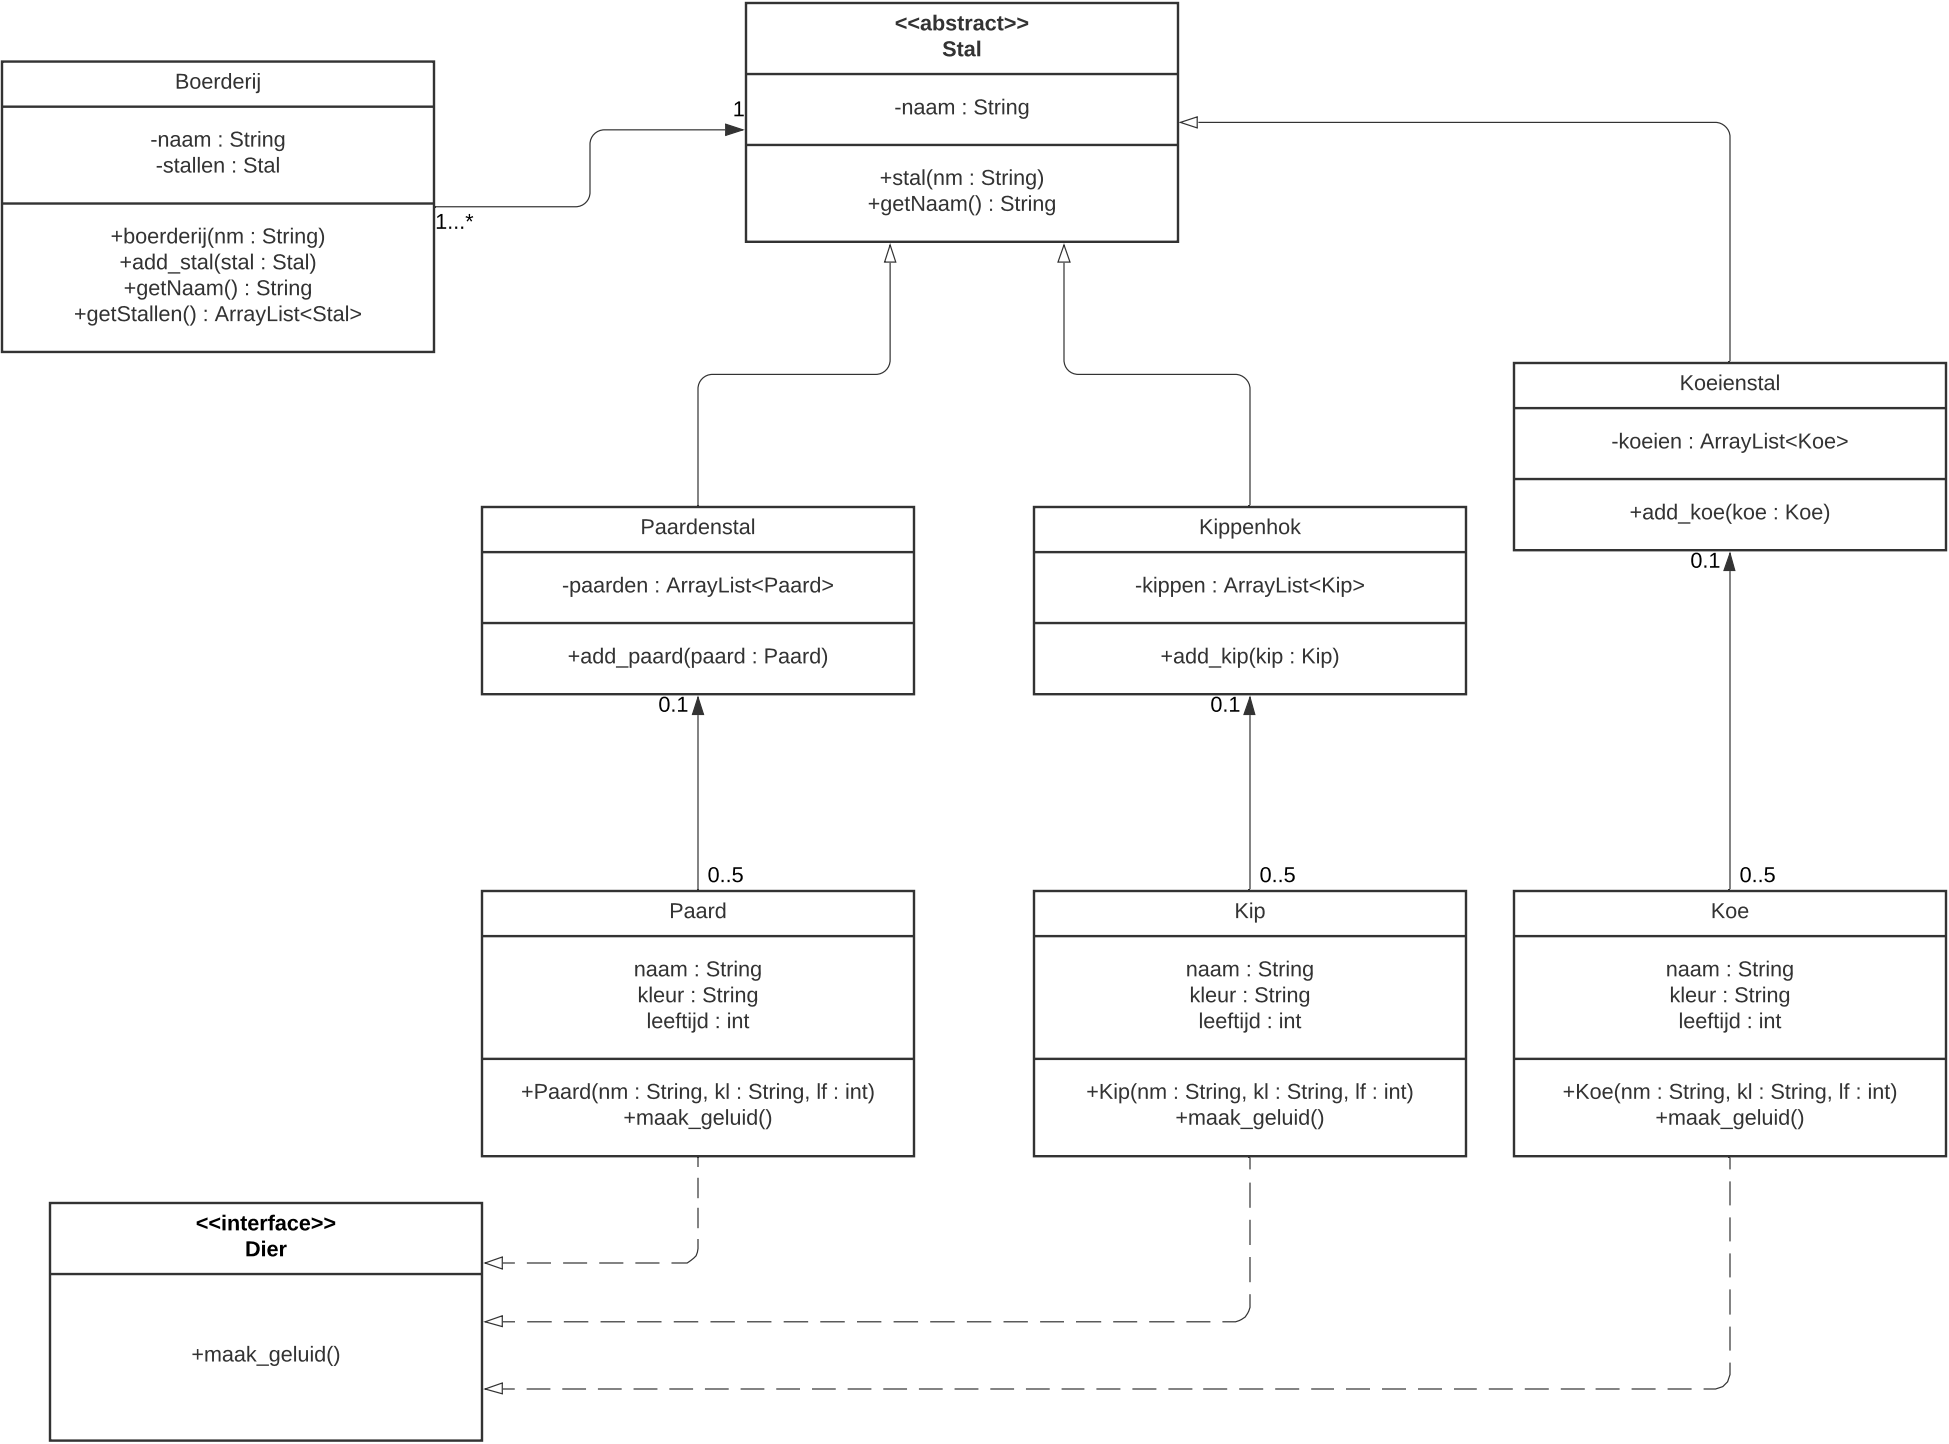 <<abstract>>
Stal
-naam : String
+stal(nm : String)
+getNaam() : String
Boerderij
-naam : String
-stallen : Stal
+boerderij(nm : String)
+add_stal(stal : Stal)
+getNaam() : String
+getStallen() : ArrayList<Stal>
1
1...*
Koeienstal
-koeien : ArrayList<Koe>
+add_koe(koe : Koe)
0.1
Paardenstal
-paarden : ArrayList<Paard>
+add_paard(paard : Paard)
0.1
Kippenhok
-kippen : ArrayList<Kip>
+add_kip(kip : Kip)
0.1
0..5
Paard
naam : String
kleur : String
leeftijd : int
+Paard(nm : String, kl : String, lf : int)
+maak_geluid()
0..5
Kip
naam : String
kleur : String
leeftijd : int
+Kip(nm : String, kl : String, lf : int)
+maak_geluid()
0..5
Koe
naam : String
kleur : String
leeftijd : int
+Koe(nm : String, kl : String, lf : int)
+maak_geluid()
<<interface>>
Dier
+maak_geluid()